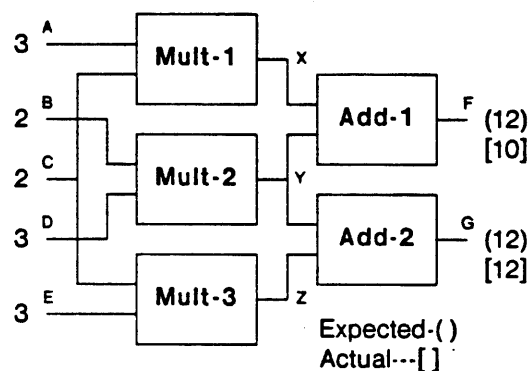 3 A
Mult-1
X
2 B
Add-1
F (12)
[10]
2 C
Mult-2
Y
3 D
Add-2
G (12)
[12]
Mult-3
3 E
Z
Expected-( )
Actual---[ ]